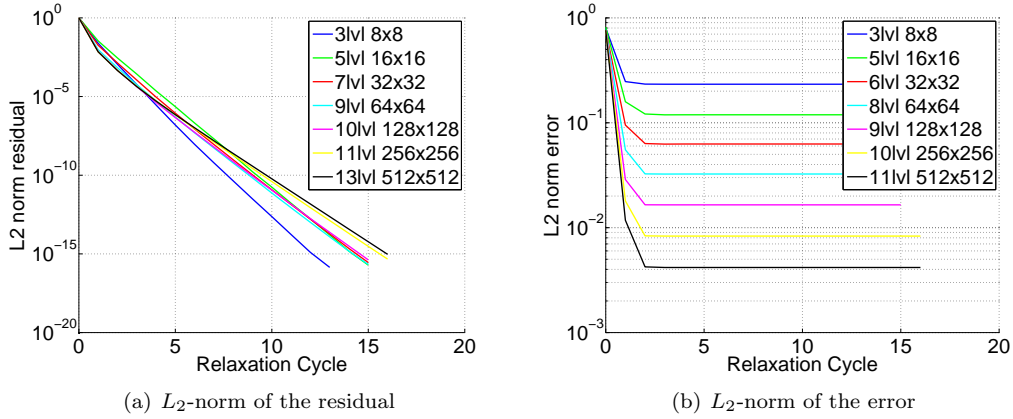 10^0
10^-5
10^-10
10^-15
10^-20
L2 norm residual
0
5
10
15
20
Relaxation Cycle
3lvl 8x8
5lvl 16x16
7lvl 32x32
9lvl 64x64
10lvl 128x128
11lvl 256x256
13lvl 512x512
(a) L2-norm of the residual
10^0
10^-1
10^-2
10^-3
L2 norm error
0
5
10
15
20
Relaxation Cycle
3lvl 8x8
5lvl 16x16
6lvl 32x32
8lvl 64x64
9lvl 128x128
10lvl 256x256
11lvl 512x512
(b) L2-norm of the error